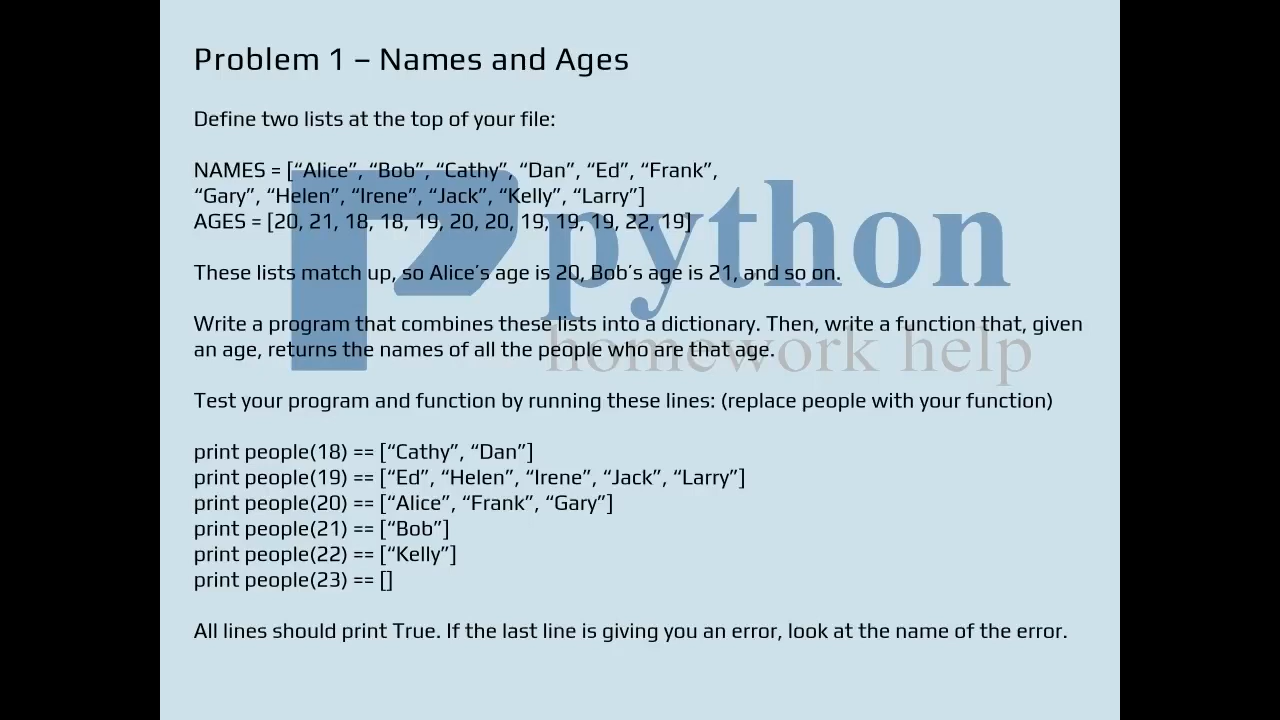 Problem 1 – Names and Ages
Define two lists at the top of your file:
NAMES = [“Alice”, “Bob”, “Cathy”, “Dan”, “Ed”, “Frank”,
“Gary”, “Helen”, “Irene”, “Jack”, “Kelly”, “Larry”]
AGES = [20, 21, 18, 18, 19, 20, 20, 19, 19, 19, 22, 19]
These lists match up, so Alice’s age is 20, Bob’s age is 21, and so on.
Write a program that combines these lists into a dictionary. Then, write a function that, given
an age, returns the names of all the people who are that age.
Test your program and function by running these lines: (replace people with your function)
print people(18) == [“Cathy”, “Dan”]
print people(19) == [“Ed”, “Helen”, “Irene”, “Jack”, “Larry”]
print people(20) == [“Alice”, “Frank”, “Gary”]
print people(21) == [“Bob”]
print people(22) == [“Kelly”]
print people(23) == []
All lines should print True. If the last line is giving you an error, look at the name of the error.
python
homework help